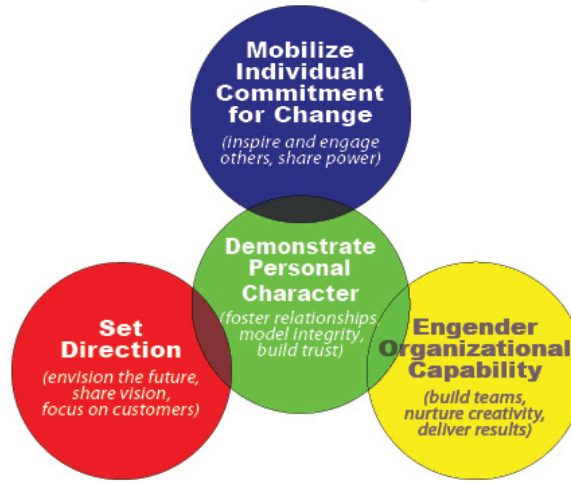 Mobilize
Individual
Commitment
for Change
(inspire and engage
others, share power)
Demonstrate
Personal
Character
(foster relationships,
model integrity,
build trust)
Set
Direction
(envision the future,
share vision,
focus on customers)
Engender
Organizational
Capability
(build teams,
nurture creativity,
deliver results)